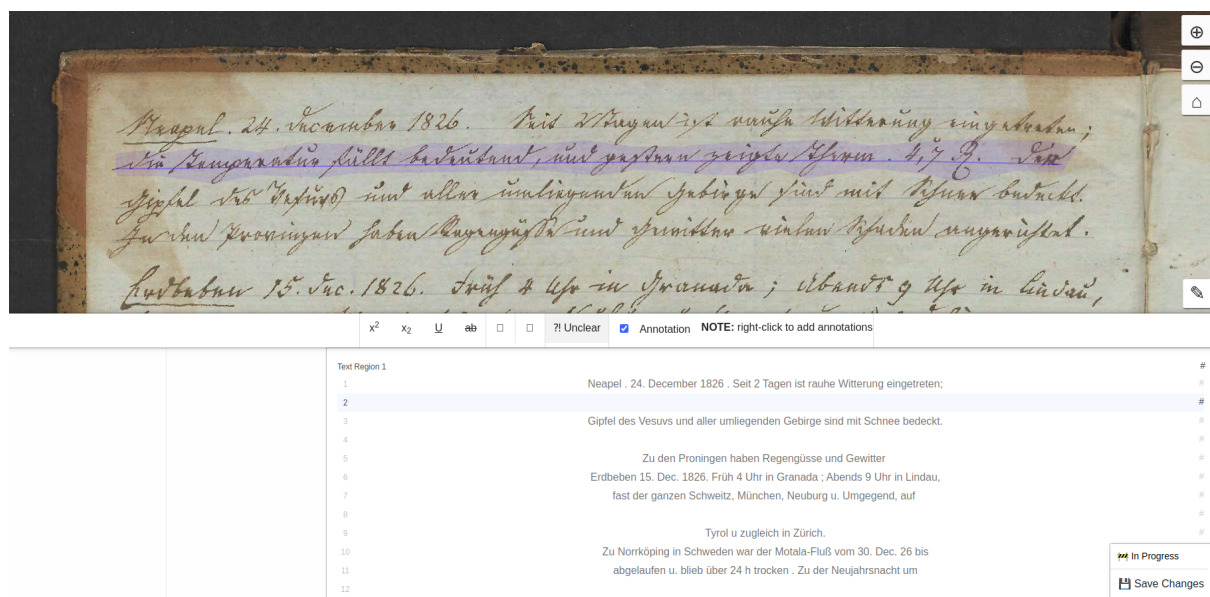 Neapel. 24. December 1826. Seit 2 Tagen ist rauhe Witterung eingetreten;
die Temperatur fällt bedeutend, und gestern zeigte Therm. 4,7 R. Der
Gipfel des Vesuvs und aller umliegenden Gebirge sind mit Schnee bedeckt.
In den Provinzen haben Regengüsse und Gewitter vielen Schaden angerichtet.
Erdbeben 15. Dec. 1826. Früh 4 Uhr in Granada; Abends 9 Uhr in Lindau,
x² x₂ U ab ?! Unclear Annotation NOTE: right-click to add annotations
Text Region 1 #
1 Neapel . 24. December 1826 . Seit 2 Tagen ist rauhe Witterung eingetreten; #
2 #
3 Gipfel des Vesuvs und aller umliegenden Gebirge sind mit Schnee bedeckt. #
4 #
5 Zu den Proningen haben Regengüsse und Gewitter #
6 Erdbeben 15. Dec. 1826. Früh 4 Uhr in Granada ; Abends 9 Uhr in Lindau, #
7 fast der ganzen Schweitz, München, Neuburg u. Umgegend, auf #
8 #
9 Tyrol u zugleich in Zürich. #
10 Zu Norrköping in Schweden war der Motala-Fluß vom 30. Dec. 26 bis
In Progress
11 abgelaufen u. blieb über 24 h trocken . Zu der Neujahrsnacht um
Save Changes
12